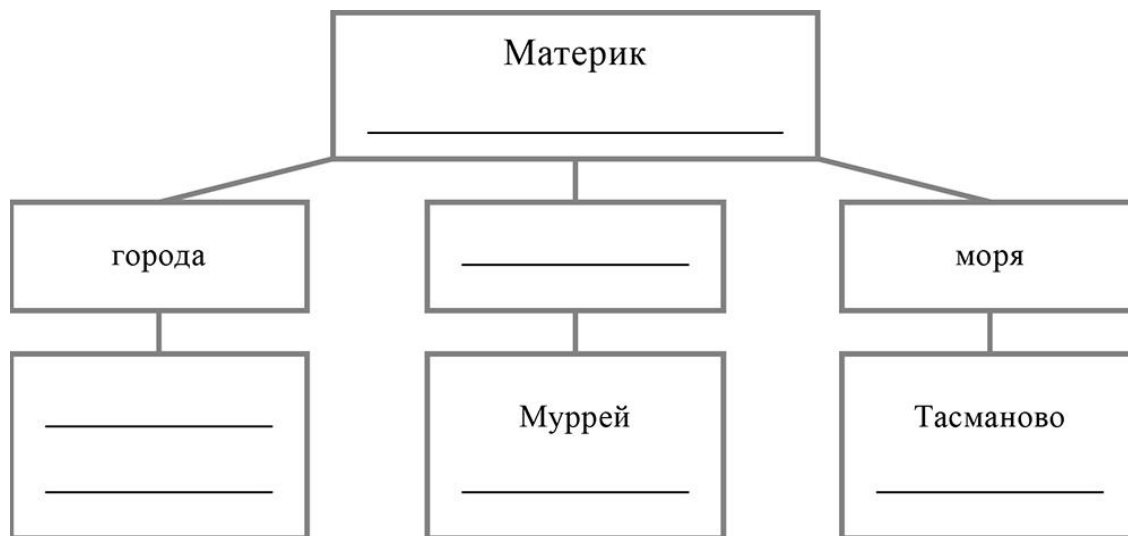 Материк
города
моря
Муррей
Тасманово